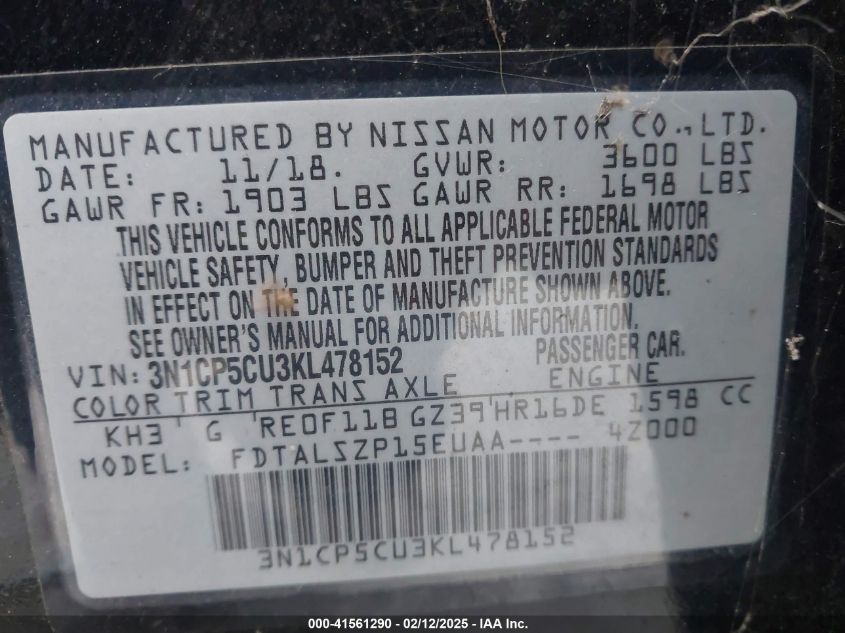 MANUFACTURED BY NISSAN MOTOR CO., LTD.
DATE: 11/18. GVWR: 3600 LBS
GAWR FR: 1903 LBS GAWR RR: 1698 LBS
THIS VEHICLE CONFORMS TO ALL APPLICABLE FEDERAL MOTOR
VEHICLE SAFETY, BUMPER AND THEFT PREVENTION STANDARDS
IN EFFECT ON THE DATE OF MANUFACTURE SHOWN ABOVE.
SEE OWNER'S MANUAL FOR ADDITIONAL INFORMATION.
VIN: 3N1CP5CU3KL478152 PASSENGER CAR.
COLOR TRIM TRANS AXLE ENGINE
KH3 ' G ' RE0F11B GZ39 ' HR16DE 1598 CC
MODEL: FDTALSZP15EUAA---- 4Z000
3N1CP5CU3KL478152
000-41561290 - 02/12/2025 - IAA Inc.